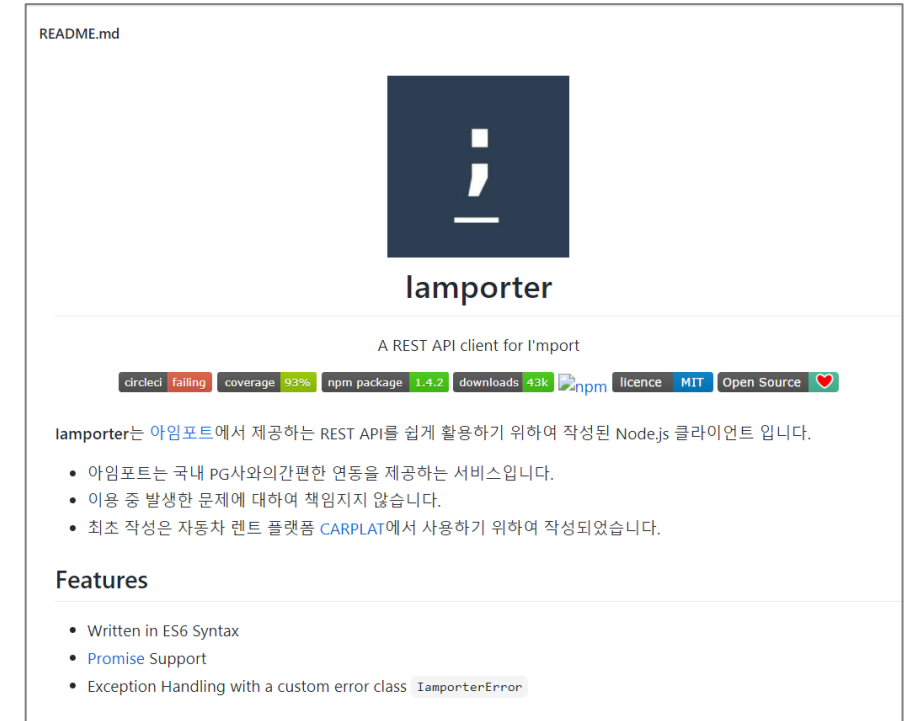 README.md
;
Iamporter
A REST API client for I'mport
circleci failing coverage 93% npm package 1.4.2 downloads 43k npm licence MIT Open Source
Iamporter는 아임포트에서 제공하는 REST API를 쉽게 활용하기 위하여 작성된 Node.js 클라이언트 입니다.
• 아임포트는 국내 PG사와의간편한 연동을 제공하는 서비스입니다.
• 이용 중 발생한 문제에 대하여 책임지지 않습니다.
• 최초 작성은 자동차 렌트 플랫폼 CARPLAT에서 사용하기 위하여 작성되었습니다.
Features
• Written in ES6 Syntax
• Promise Support
• Exception Handling with a custom error class IamporterError